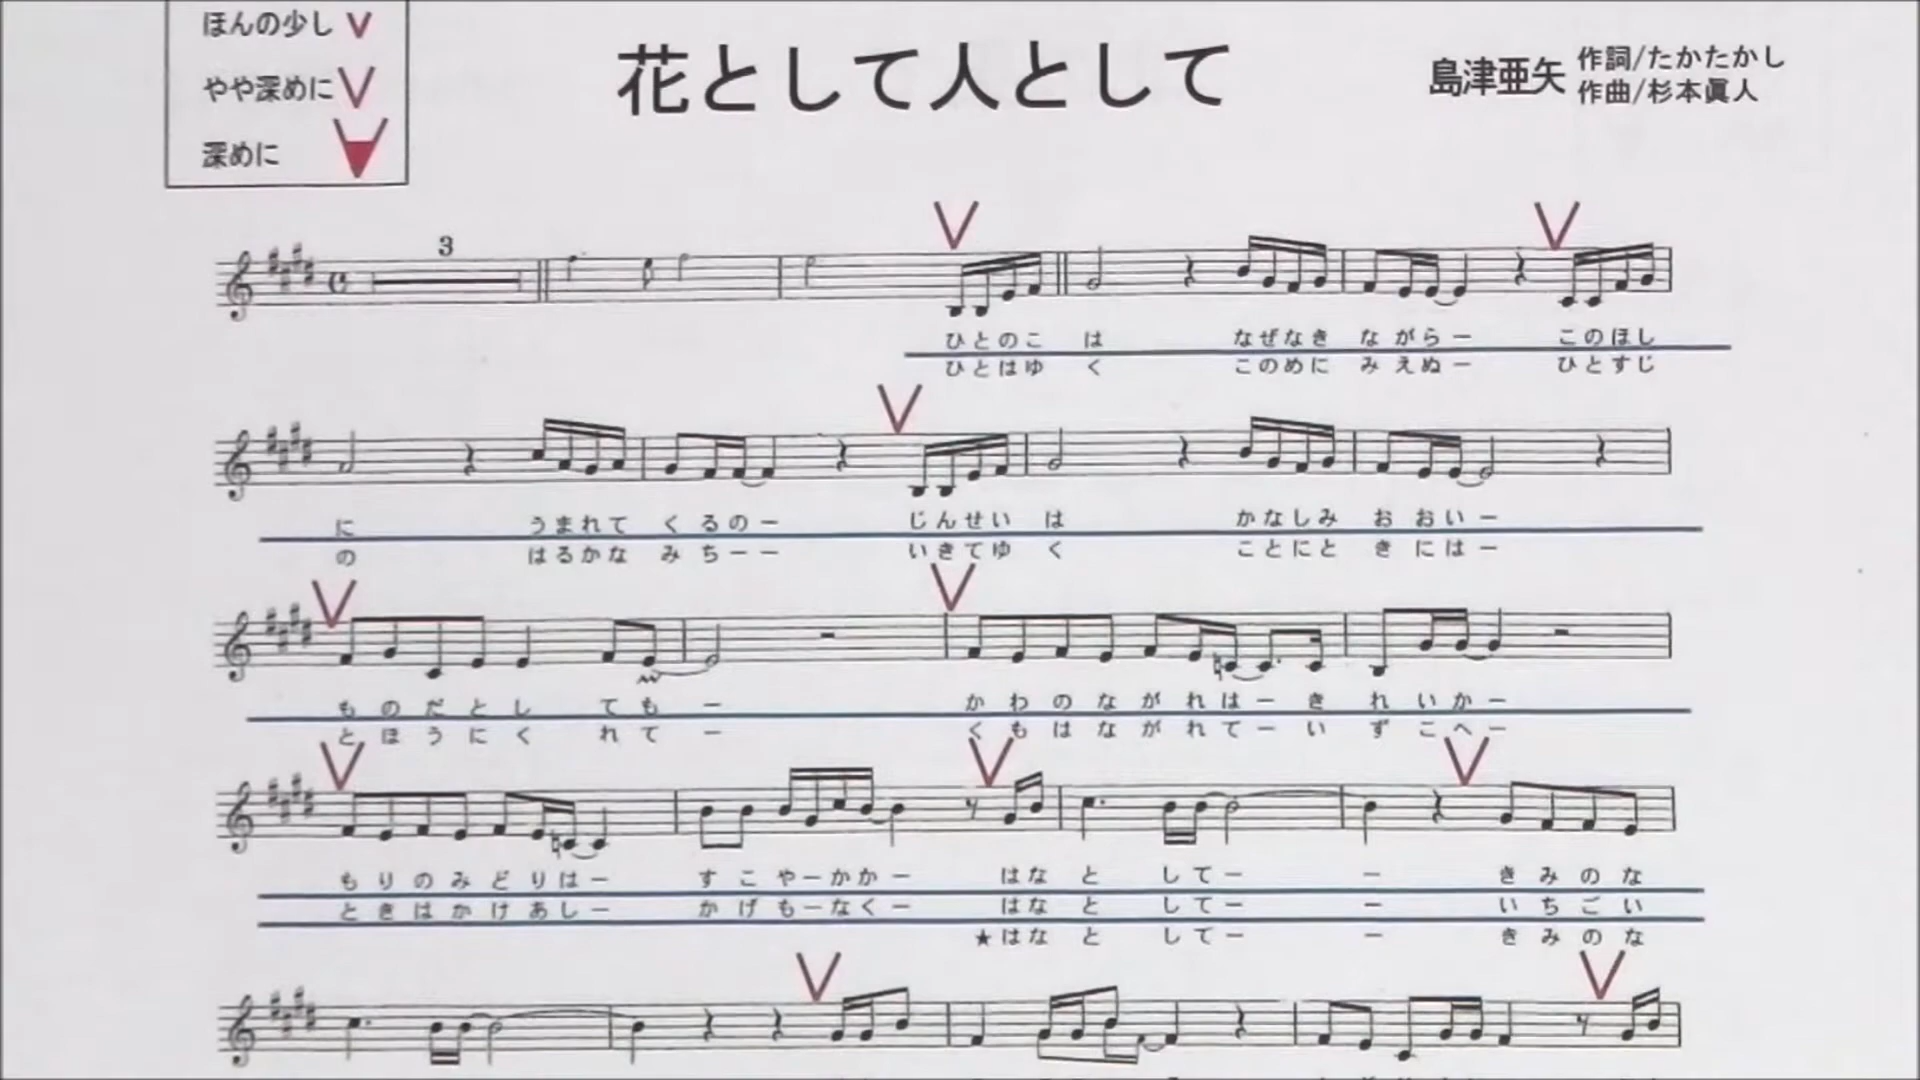 ほんの少し
やや深めに
深めに
花として人として
島津亜矢
作詞/たかたかし
作曲/杉本眞人
3
ひとのこ は なぜなき ながらー このほし
ひとはゆ く このめに みえぬー ひとすじ
に うまれて くるのー じんせい は かなしみ おおいー
の はるかな みちーー いきてゆ く ことにと きにはー
ものだとし ても ー かわのながれはーき れいかー
とほうにく れて ー くもはながれてーい ずこへー
もりのみどりはー すこやーかかー はな と してー ー きみのな
ときはかけあしー かげもーなくー はな と してー ー いちごい
★はな と してー ー きみのな